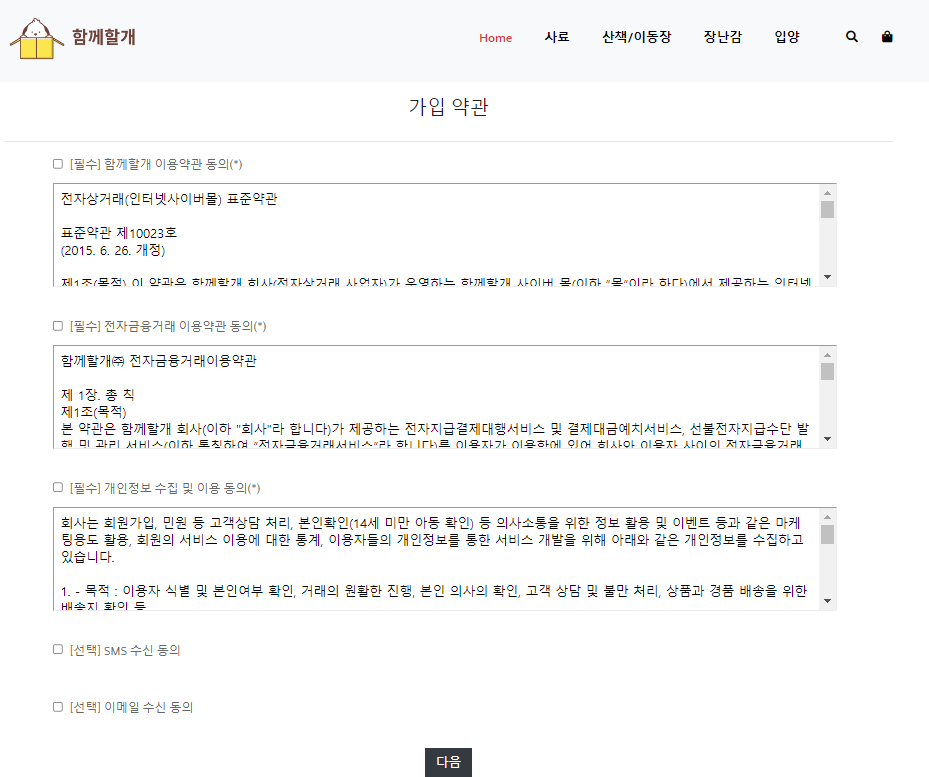 함께할개
Home 사료 산책/이동장 장난감 입양
가입 약관
[필수] 함께할개 이용약관 동의(*)
전자상거래(인터넷사이버몰) 표준약관
표준약관 제10023호
(2015. 6. 26. 개정)
제1조(목적) 이 약관은 함께할개 회사(전자상거래 사업자)가 운영하는 함께할개 사이버 몰(이하 "몰"이라 한다)에서 제공하는 인터넷
[필수] 전자금융거래 이용약관 동의(*)
함께할개㈜ 전자금융거래이용약관
제 1장. 총 칙
제1조(목적)
본 약관은 함께할개 회사(이하 "회사"라 합니다)가 제공하는 전자지급결제대행서비스 및 결제대금예치서비스, 선불전자지급수단 발
행 및 관리 서비스(이하 통칭하여 "전자금융거래서비스"라 합니다)를 이용자가 이용함에 있어 회사와 이용자 사이의 전자금융거래
[필수] 개인정보 수집 및 이용 동의(*)
회사는 회원가입, 민원 등 고객상담 처리, 본인확인(14세 미만 아동 확인) 등 의사소통을 위한 정보 활용 및 이벤트 등과 같은 마케
팅용도 활용, 회원의 서비스 이용에 대한 통계, 이용자들의 개인정보를 통한 서비스 개발을 위해 아래와 같은 개인정보를 수집하고
있습니다.
1. - 목적 : 이용자 식별 및 본인여부 확인, 거래의 원활한 진행, 본인 의사의 확인, 고객 상담 및 불만 처리, 상품과 경품 배송을 위한
배송지 확인 등
[선택] SMS 수신 동의
[선택] 이메일 수신 동의
다음